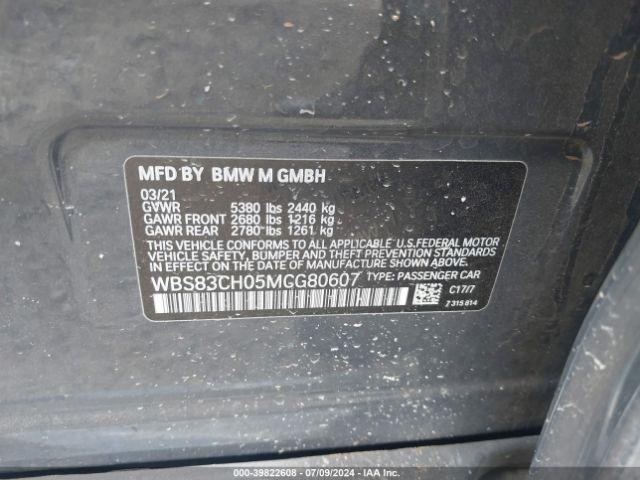 MFD BY BMW M GMBH
03/21
GVWR 5380 lbs 2440 kg
GAWR FRONT 2680 lbs 1216 kg
GAWR REAR 2780 lbs 1261 kg
THIS VEHICLE CONFORMS TO ALL APPLICABLE U.S.FEDERAL MOTOR
VEHICLE SAFETY, BUMPER AND THEFT PREVENTION STANDARDS
IN EFFECT ON THE DATE OF MANUFACTURE SHOWN ABOVE.
WBS83CH05MCG80607 TYPE: PASSENGER CAR
C17/7
7 315 814
000-39822608 - 07/09/2024 - IAA Inc.